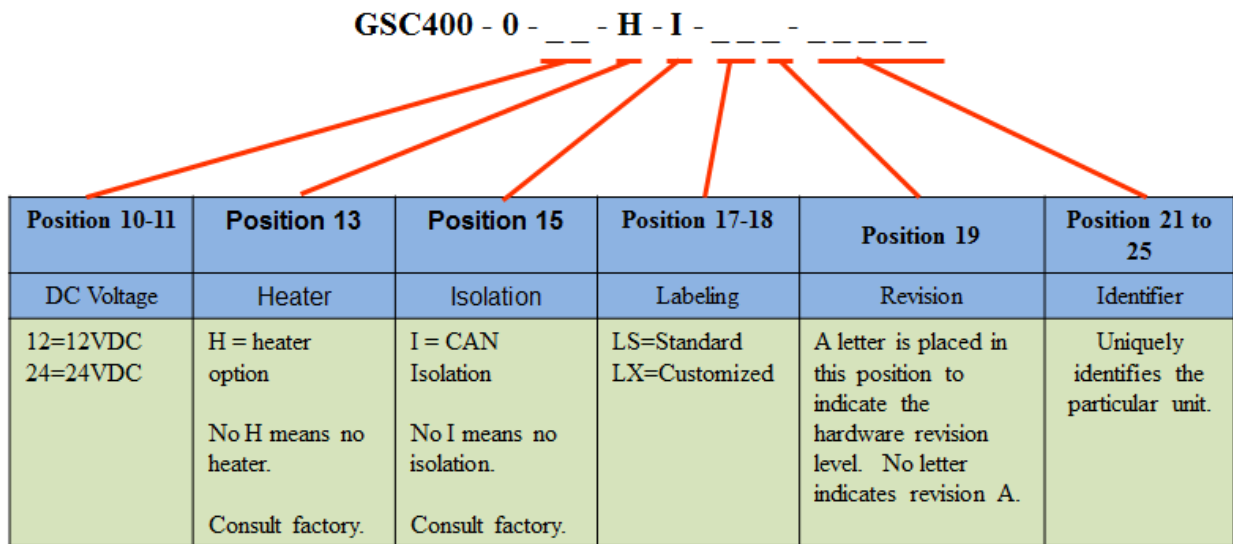 GSC400 - 0 - _ _ - H - I - _ _ _ - _ _ _ _ _
Position 10-11
Position 13
Position 15
Position 17-18
Position 19
Position 21 to
25
DC Voltage
Heater
Isolation
Labeling
Revision
Identifier
12=12VDC
24=24VDC
H = heater
option
No H means no
heater.
Consult factory.
I = CAN
Isolation
No I means no
isolation.
Consult factory.
LS=Standard
LX=Customized
A letter is placed in
this position to
indicate the
hardware revision
level. No letter
indicates revision A.
Uniquely
identifies the
particular unit.